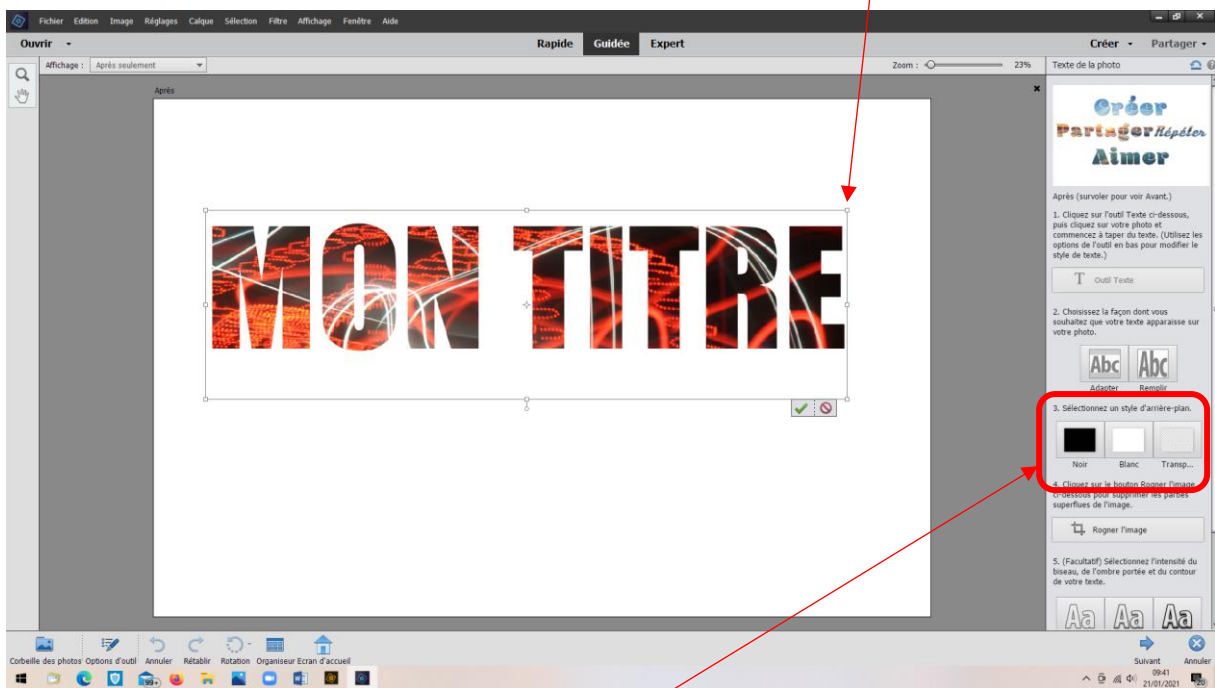 Fichier Edition Image Réglages Calque Sélection Filtre Affichage Fenêtre Aide
Ouvrir
Rapide Guidée Expert
Créer Partager
Affichage : Après seulement
Zoom : 23%
Texte de la photo
Après
MON TITRE
Créer
Partager Répéter
Aimer
Après (survoler pour voir Avant.)
1. Cliquez sur l'outil Texte ci-dessous,
puis cliquez sur votre photo et
commencez à taper du texte. (Utilisez les
options de l'outil en bas pour modifier le
style de texte.)
T Outil Texte
2. Choisissez la façon dont vous
souhaitez que votre texte apparaisse sur
votre photo.
Abc Abc
Adapter Remplir
3. Sélectionnez un style d'arrière-plan.
Noir Blanc Transp...
4. Cliquez sur le bouton Rogner l'image
ci-dessous pour supprimer les parties
superflues de l'image.
Rogner l'image
5. (Facultatif) Sélectionnez l'intensité du
biseau, de l'ombre portée et du contour
de votre texte.
Aa Aa Aa
Corbeille des photos Options d'outil Annuler Rétablir Rotation Organiseur Ecran d'accueil
Suivant Annuler
99+
09:41
21/01/2021
20